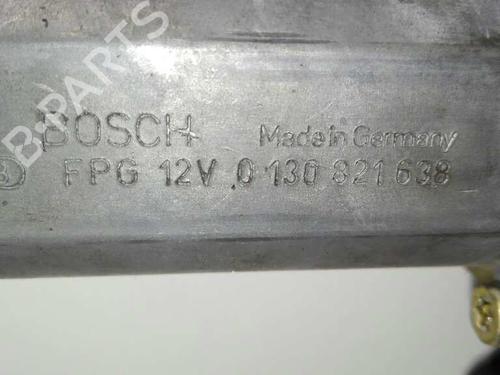 B-PARTS
BOSCH Made in Germany
FPG 12V 0 130 821 638